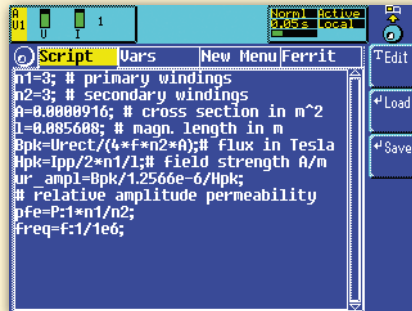 A U1 U I 1 Norml Active 0.05s Local
Script Vars New Menu Ferrit
Edit
Load
Save
n1=3; # primary windings
n2=3; # secondary windings
A=0.0000916; # cross section in m^2
l=0.085608; # magn. length in m
Bpk=Urect/(4*f*n2*A);# flux in Tesla
Hpk=Ipp/2*n1/l;# field strength A/m
ur_ampl=Bpk/1.2566e-6/Hpk;
# relative amplitude permeability
pfe=P:1*n1/n2;
freq=f:1/1e6;